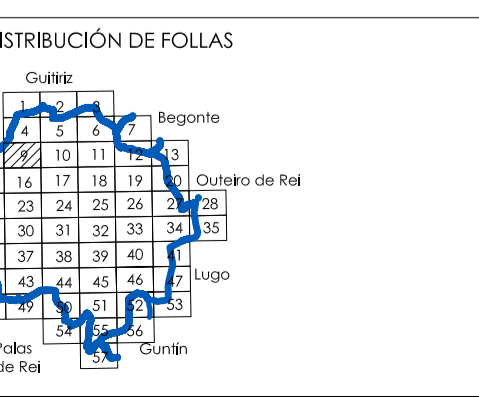 ISTRIBUCIÓN DE FOLLAS
Guitiriz
1 2 3
4 5 6 7 Begonte
9 10 11 12 13
16 17 18 19 20 Outeiro de Rei
23 24 25 26 27 28
30 31 32 33 34 35
37 38 39 40 41
43 44 45 46 47 Lugo
49 50 51 52 53
54 55 56
Palas
de Rei
57
Guntín